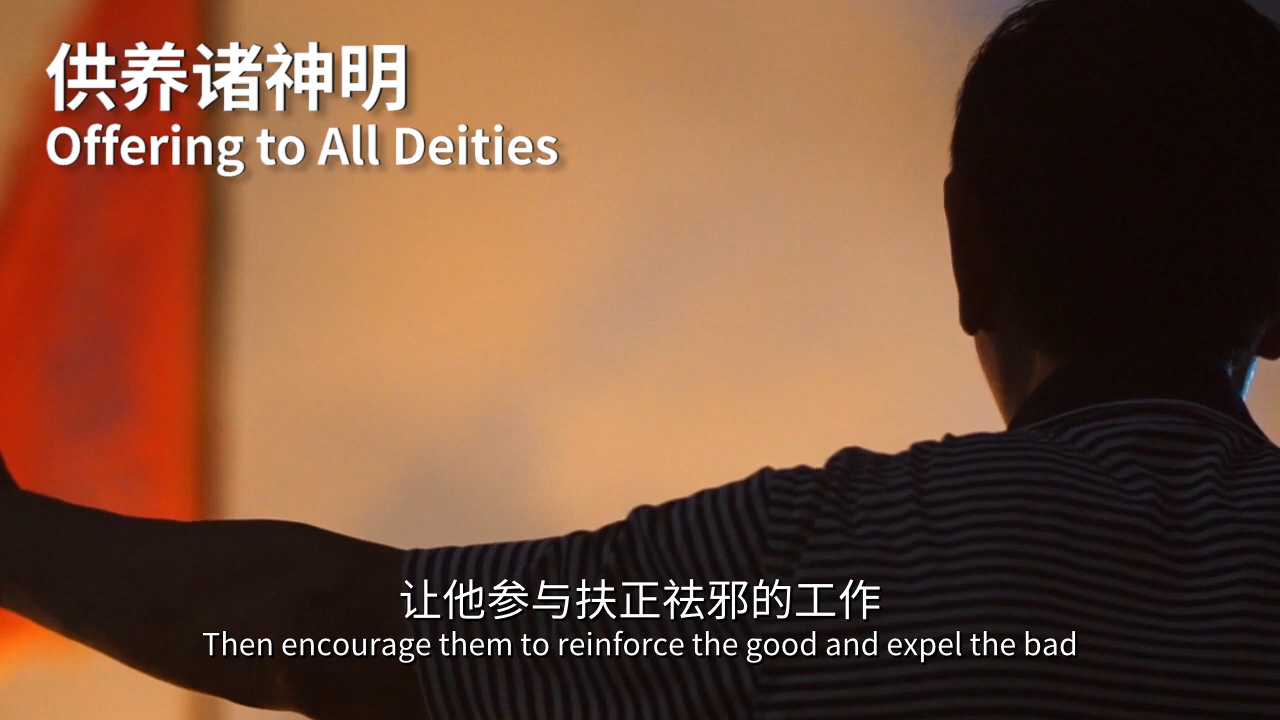 供养诸神明
Offering to All Deities
让他参与扶正祛邪的工作
Then encourage them to reinforce the good and expel the bad